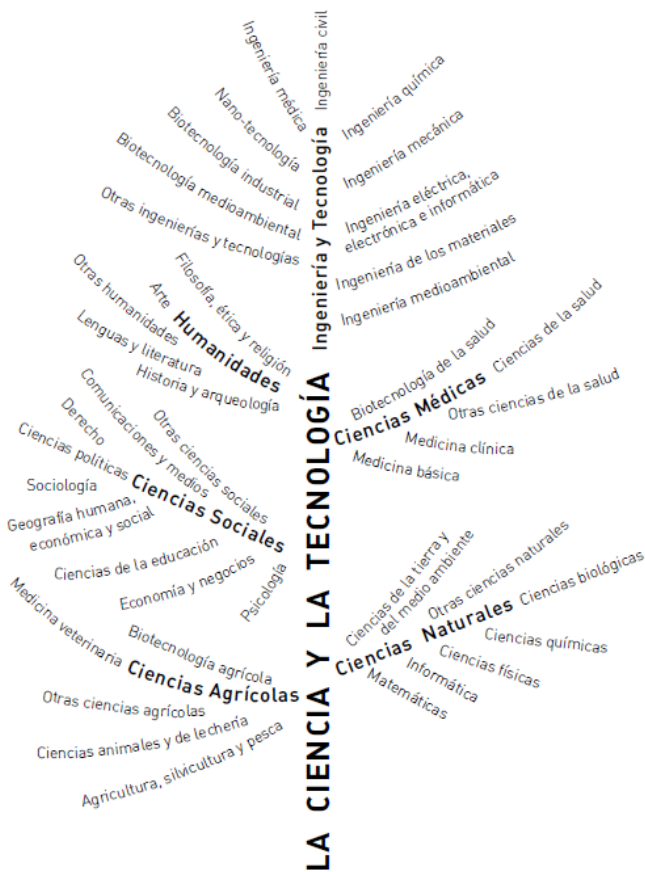 Ingeniería civil
Ingeniería médica
Nano-tecnología
Biotecnología industrial
Biotecnología medioambiental
Otras ingenierías y tecnologías
Ingeniería y Tecnología
Ingeniería química
Ingeniería mecánica
Ingeniería eléctrica,
electrónica e informática
Ingeniería de los materiales
Ingeniería medioambiental
Filosofía, ética y religión
Arte
Humanidades
Otras humanidades
Lenguas y literatura
Historia y arqueología
Biotecnología de la salud
Ciencias Médicas
Ciencias de la salud
Otras ciencias de la salud
Medicina clínica
Medicina básica
Otras ciencias sociales
Comunicaciones y medios
Derecho
Ciencias políticas
Ciencias Sociales
Sociología
Geografía humana,
económica y social
Ciencias de la educación
Economía y negocios
Psicología
Ciencias de la tierra y
del medio ambiente
Otras ciencias naturales
Ciencias Naturales
Ciencias biológicas
Ciencias químicas
Ciencias físicas
Informática
Matemáticas
Biotecnología agrícola
Medicina veterinaria
Ciencias Agrícolas
Otras ciencias agrícolas
Ciencias animales y de lechería
Agricultura, silvicultura y pesca
LA CIENCIA Y LA TECNOLOGÍA